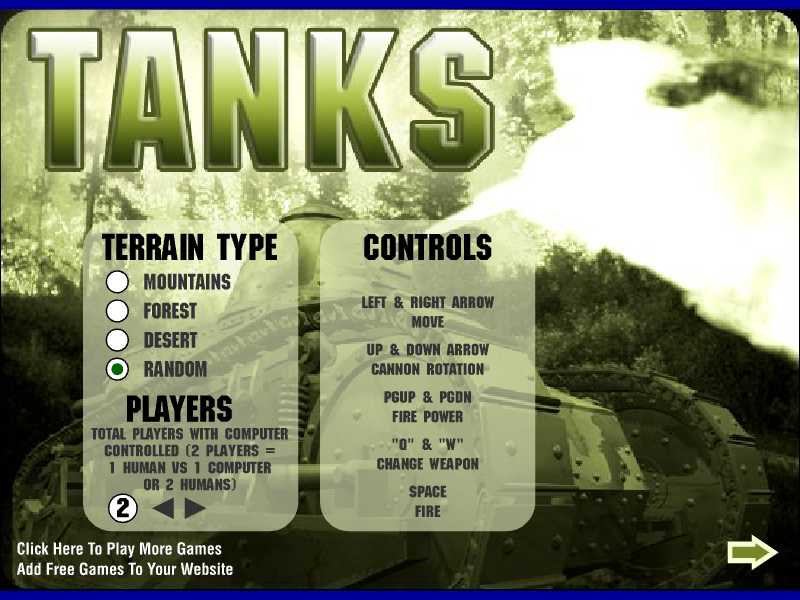 TANKS
TERRAIN TYPE
MOUNTAINS
FOREST
DESERT
RANDOM
PLAYERS
TOTAL PLAYERS WITH COMPUTER
CONTROLLED (2 PLAYERS =
1 HUMAN VS 1 COMPUTER
OR 2 HUMANS)
2
CONTROLS
LEFT & RIGHT ARROW
MOVE
UP & DOWN ARROW
CANNON ROTATION
PGUP & PGDN
FIRE POWER
"Q" & "W"
CHANGE WEAPON
SPACE
FIRE
Click Here To Play More Games
Add Free Games To Your Website